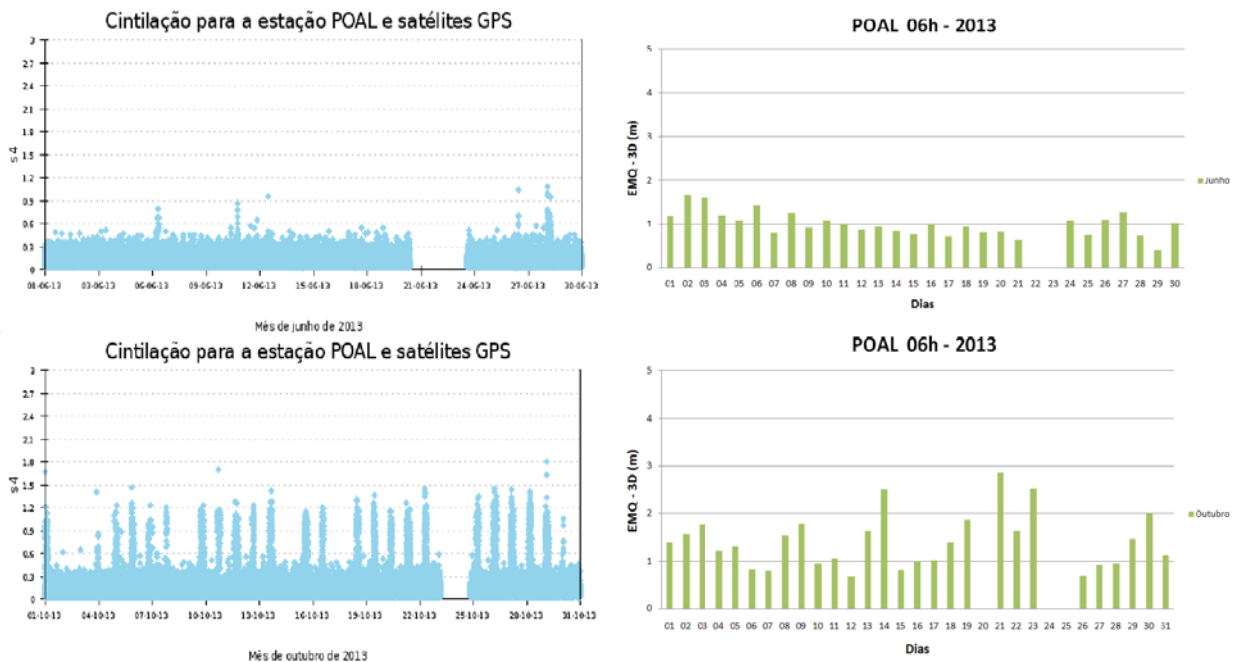 Cintilação para a estação POAL e satélites GPS
3
2.7
2.4
2.1
1.8
1.5
1.2
0.9
0.6
0.3
0
s4
01-06-13 03-06-13 06-06-13 09-06-13 12-06-13 15-06-13 18-06-13 21-06-13 24-06-13 27-06-13 30-06-13
Mês de junho de 2013
POAL 06h - 2013
5
4
3
2
1
0
EMQ - 3D (m)
01 02 03 04 05 06 07 08 09 10 11 12 13 14 15 16 17 18 19 20 21 22 23 24 25 26 27 28 29 30
Dias
Junho
Cintilação para a estação POAL e satélites GPS
3
2.7
2.4
2.1
1.8
1.5
1.2
0.9
0.6
0.3
0
s4
01-10-13 04-10-13 07-10-13 10-10-13 13-10-13 16-10-13 19-10-13 22-10-13 25-10-13 28-10-13 31-10-13
Mês de outubro de 2013
POAL 06h - 2013
5
4
3
2
1
0
EMQ - 3D (m)
01 02 03 04 05 06 07 08 09 10 11 12 13 14 15 16 17 18 19 20 21 22 23 24 25 26 27 28 29 30 31
Dias
Outubro